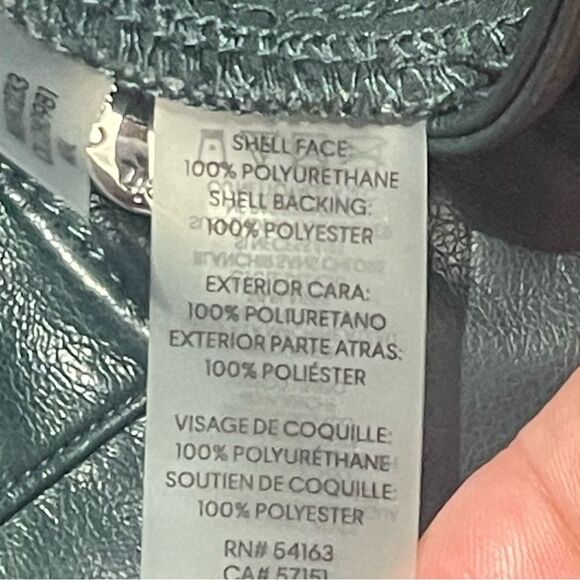 SHELL FACE:
100% POLYURETHANE
SHELL BACKING:
100% POLYESTER
EXTERIOR CARA:
100% POLIURETANO
EXTERIOR PARTE ATRAS:
100% POLIÉSTER
VISAGE DE COQUILLE:
100% POLYURÉTHANE
SOUTIEN DE COQUILLE:
100% POLYESTER
RN# 54163
CA# 57151